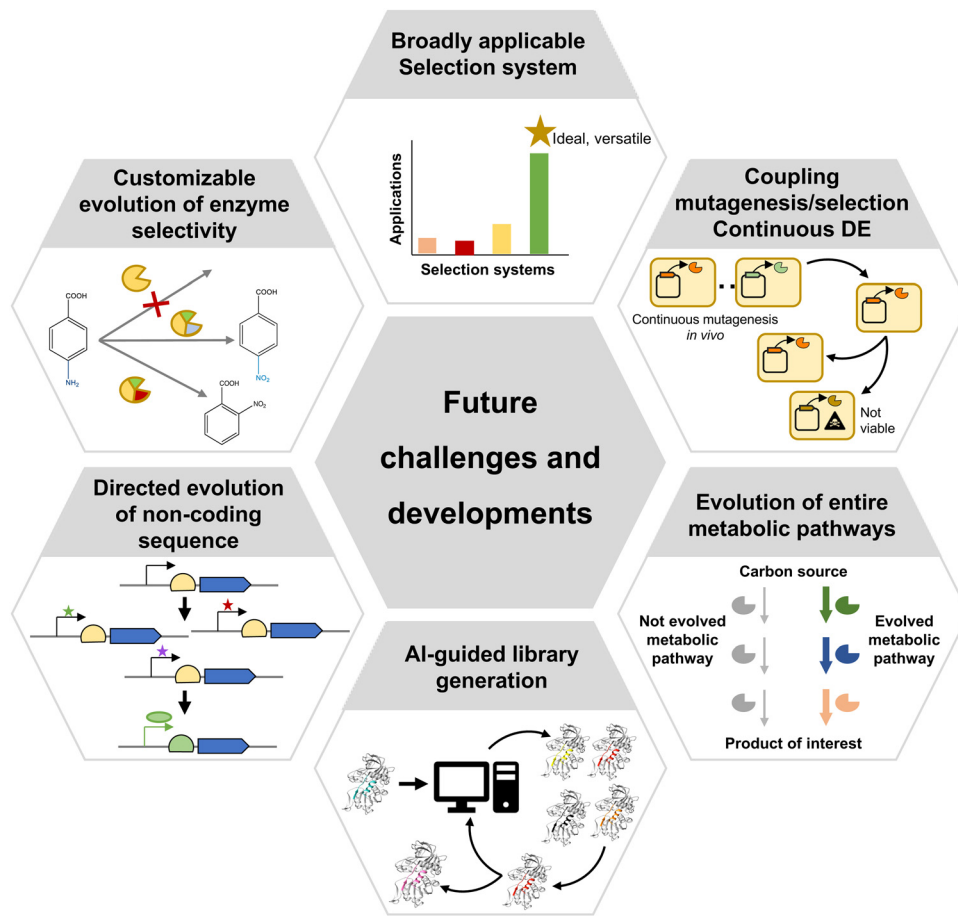 Broadly applicable
Selection system
Ideal, versatile
Applications
Selection systems
Customizable
evolution of enzyme
selectivity
COOH
NH₂
COOH
NO₂
COOH
NO₂
Coupling
mutagenesis/selection
Continuous DE
Continuous mutagenesis
in vivo
Not
viable
Future
challenges and
developments
Directed evolution
of non-coding
sequence
Evolution of entire
metabolic pathways
Carbon source
Not evolved
metabolic
pathway
Evolved
metabolic
pathway
Product of interest
AI-guided library
generation